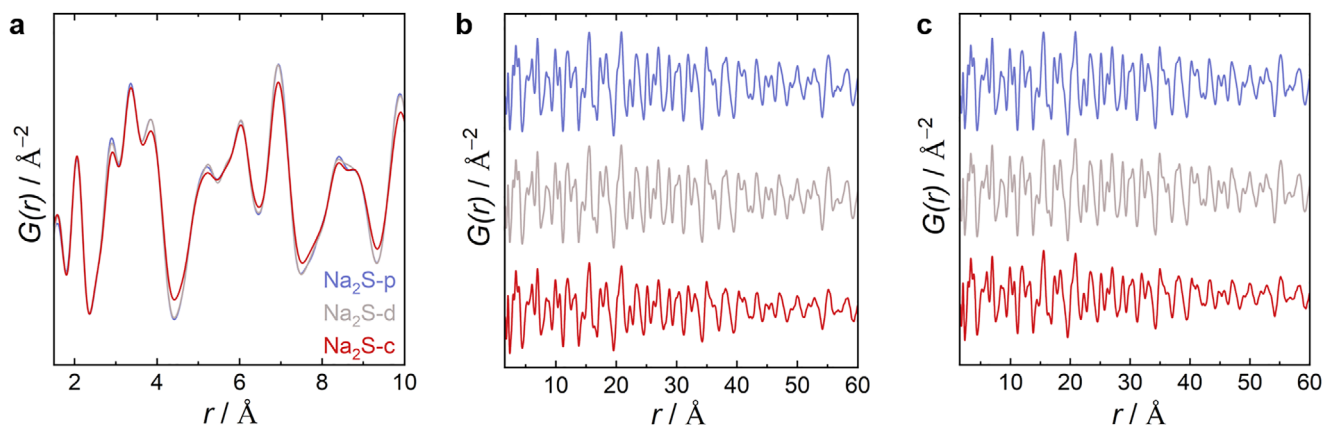 a
G(r) / Å⁻²
Na₂S-p
Na₂S-d
Na₂S-c
2 4 6 8 10
r / Å
b
G(r) / Å⁻²
10 20 30 40 50 60
r / Å
c
G(r) / Å⁻²
10 20 30 40 50 60
r / Å